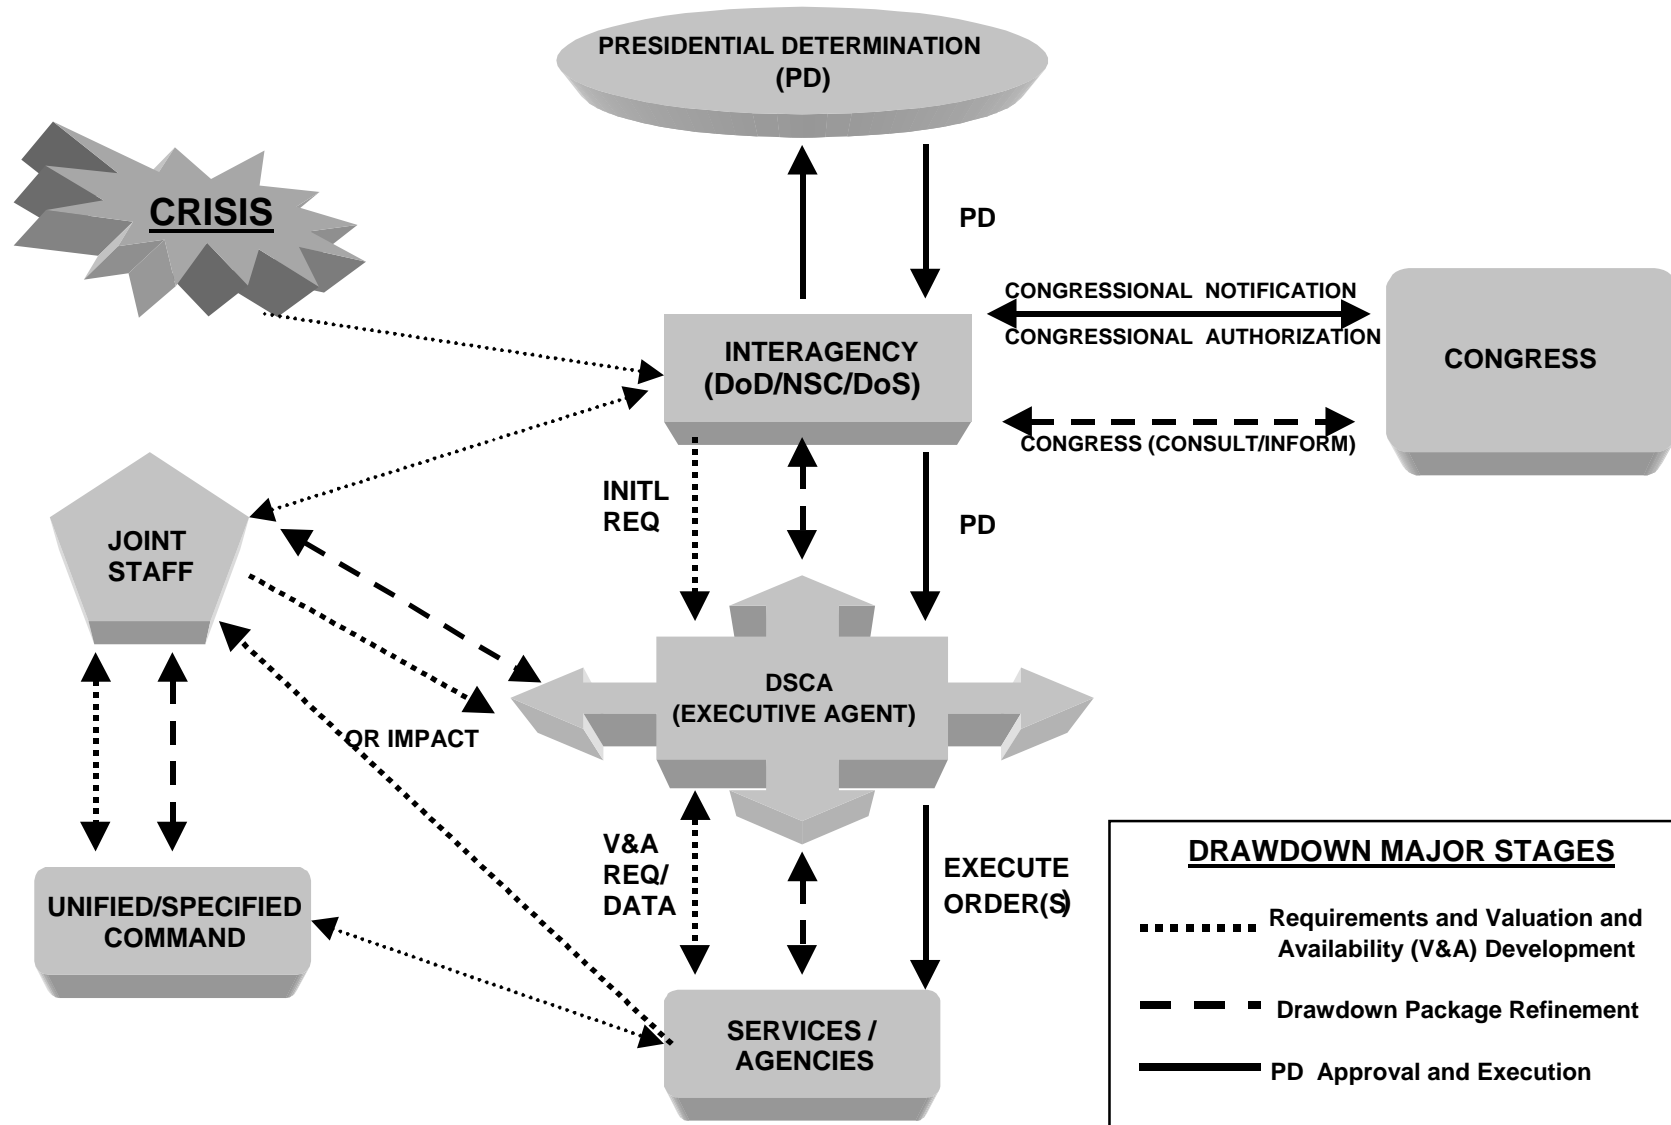 PRESIDENTIAL DETERMINATION
(PD)
CRISIS
PD
CONGRESSIONAL NOTIFICATION
CONGRESSIONAL AUTHORIZATION
INTERAGENCY
(DoD/NSC/DoS)
CONGRESS
CONGRESS (CONSULT/INFORM)
INITL
REQ
PD
JOINT
STAFF
DSCA
(EXECUTIVE AGENT)
OR IMPACT
V&A
REQ/
DATA
EXECUTE
ORDER(S)
UNIFIED/SPECIFIED
COMMAND
SERVICES /
AGENCIES
DRAWDOWN MAJOR STAGES
Requirements and Valuation and
Availability (V&A) Development
Drawdown Package Refinement
PD Approval and Execution